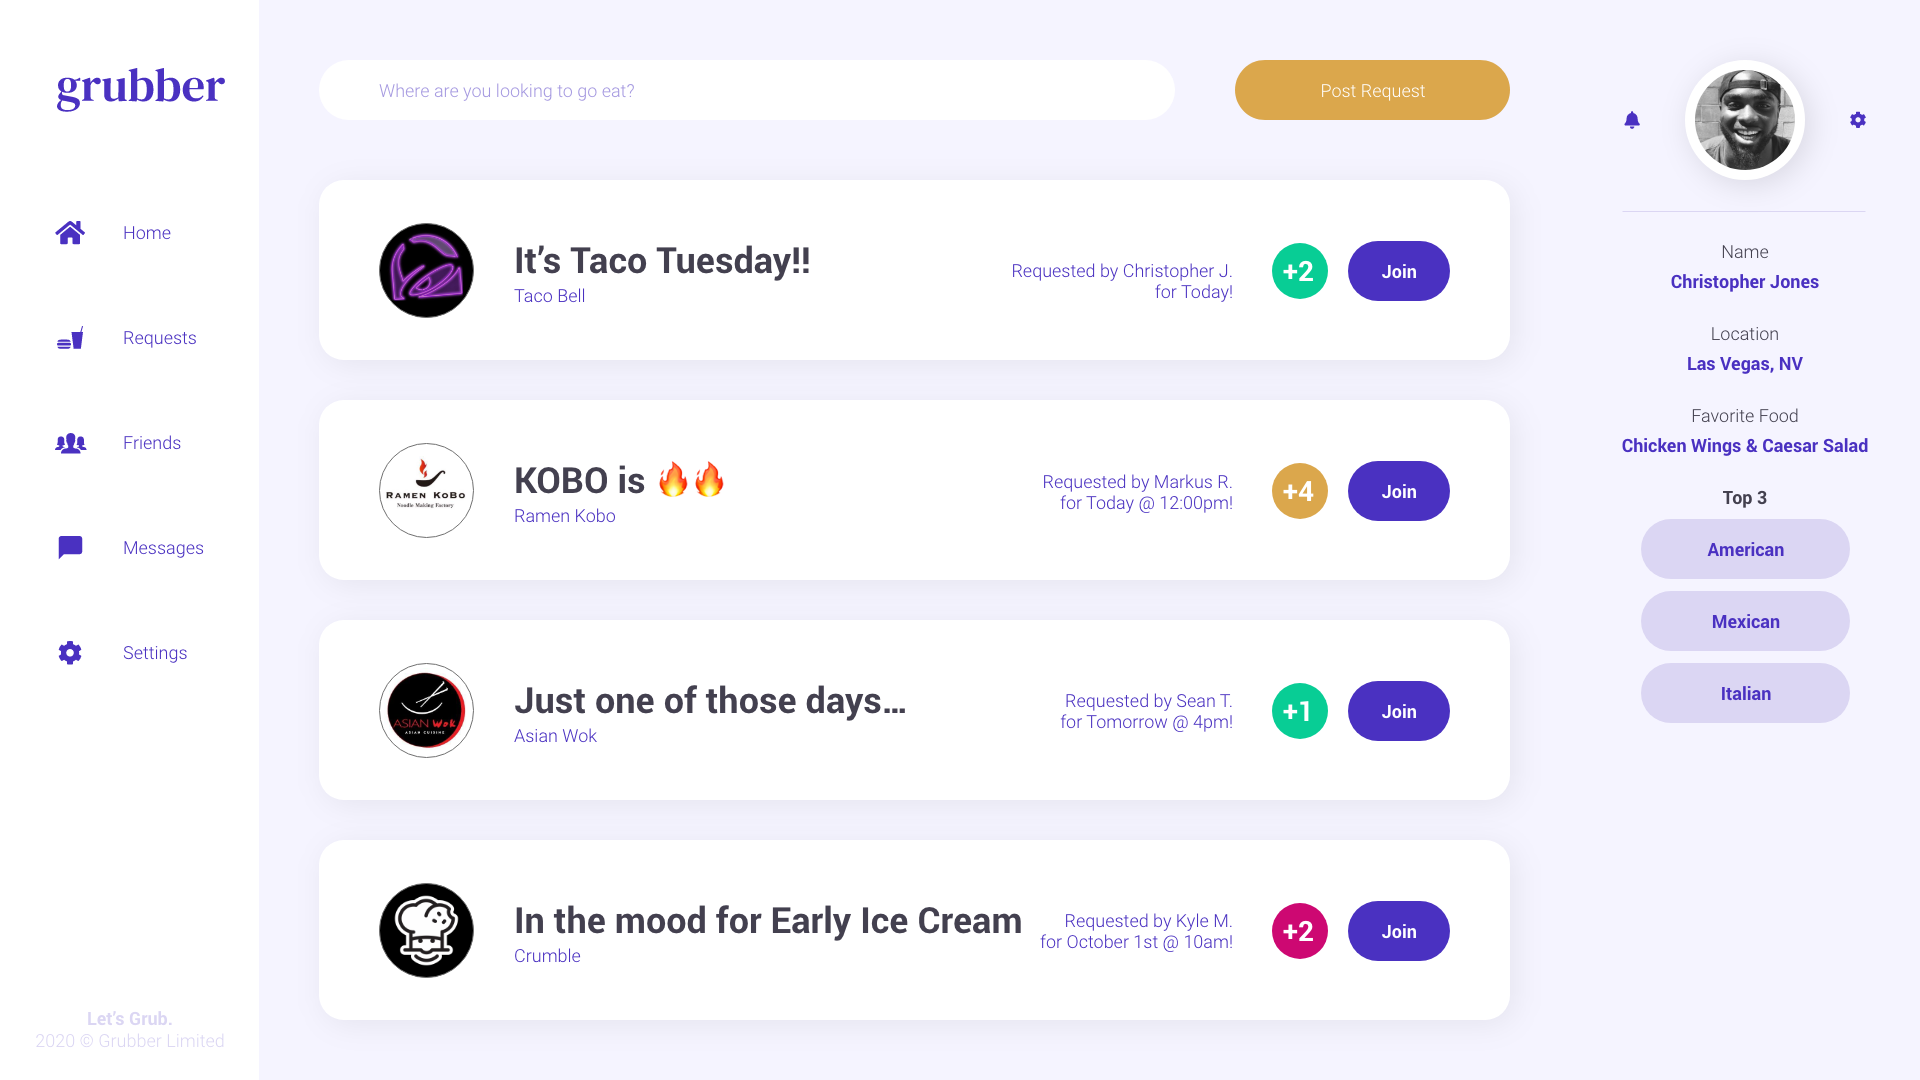 grubber
Home
Requests
Friends
Messages
Settings
Let's Grub.
2020 © Grubber Limited
Where are you looking to go eat?
Post Request
It’s Taco Tuesday!!
Taco Bell
Requested by Christopher J.
for Today!
+2
Join
RAMEN KOBO
Noodle Making Factory
KOBO is 🔥🔥
Ramen Kobo
Requested by Markus R.
for Today @ 12:00pm!
+4
Join
ASIAN Wok
ASIAN CUISINE
Just one of those days...
Asian Wok
Requested by Sean T.
for Tomorrow @ 4pm!
+1
Join
In the mood for Early Ice Cream
Crumble
Requested by Kyle M.
for October 1st @ 10am!
+2
Join
Name
Christopher Jones
Location
Las Vegas, NV
Favorite Food
Chicken Wings & Caesar Salad
Top 3
American
Mexican
Italian